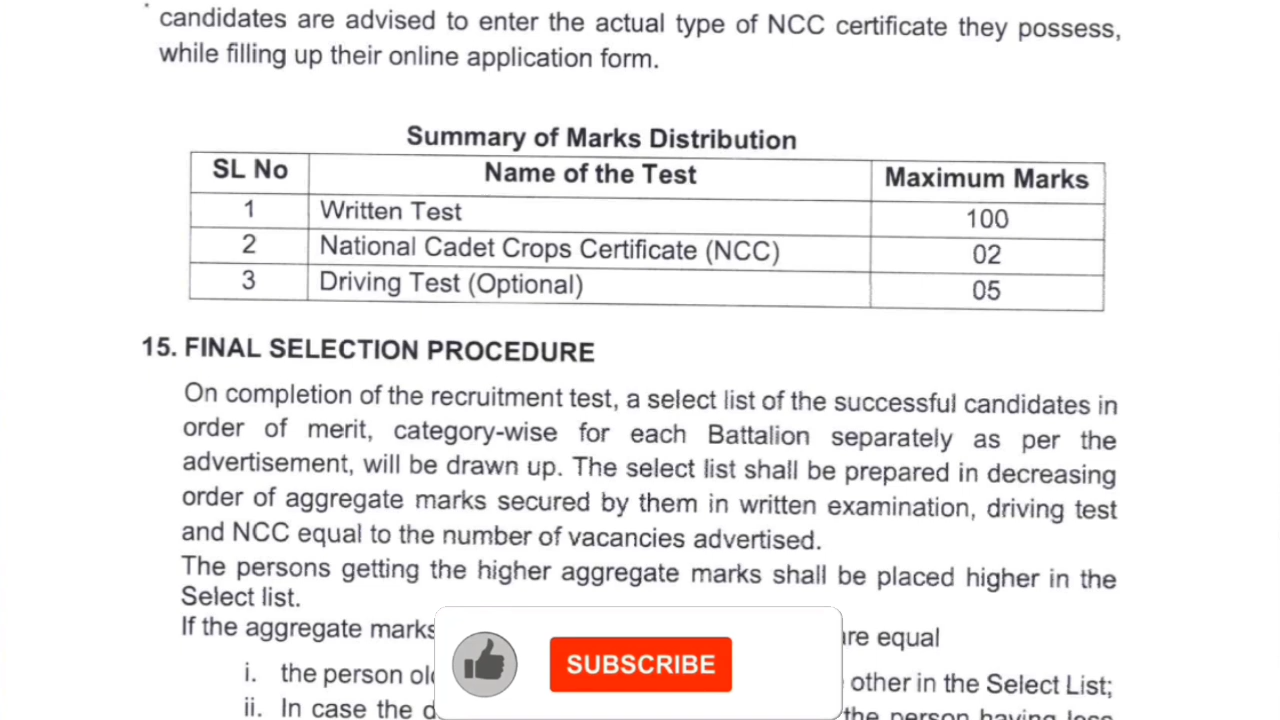 candidates are advised to enter the actual type of NCC certificate they possess,
while filling up their online application form.
Summary of Marks Distribution
SL No Name of the Test Maximum Marks
1 Written Test 100
2 National Cadet Crops Certificate (NCC) 02
3 Driving Test (Optional) 05
15. FINAL SELECTION PROCEDURE
On completion of the recruitment test, a select list of the successful candidates in
order of merit, category-wise for each Battalion separately as per the
advertisement, will be drawn up. The select list shall be prepared in decreasing
order of aggregate marks secured by them in written examination, driving test
and NCC equal to the number of vacancies advertised.
The persons getting the higher aggregate marks shall be placed higher in the
Select list.
If the aggregate marks are equal
i. the person other in the Select List;
ii. In case the the person having less
SUBSCRIBE